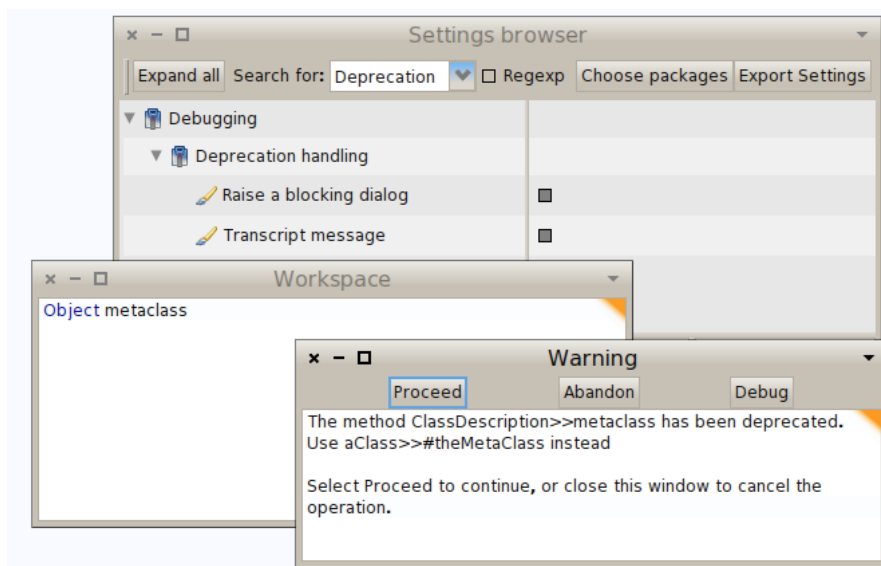 Settings browser
Expand all Search for: Deprecation Regexp Choose packages Export Settings
Debugging
Deprecation handling
Raise a blocking dialog
Transcript message
Workspace
Object metaclass
Warning
Proceed Abandon Debug
The method ClassDescription>>metaclass has been deprecated.
Use aClass>>#theMetaClass instead
Select Proceed to continue, or close this window to cancel the
operation.